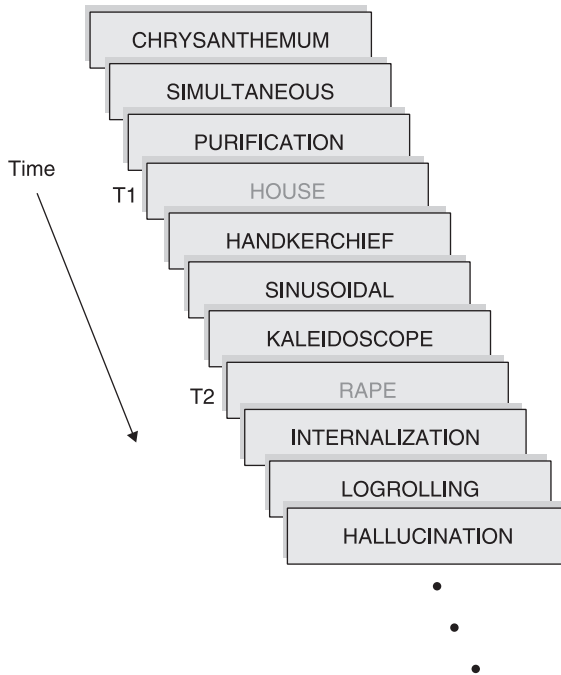 CHRYSANTHEMUM
SIMULTANEOUS
PURIFICATION
Time
T1 HOUSE
HANDKERCHIEF
SINUSOIDAL
KALEIDOSCOPE
T2 RAPE
INTERNALIZATION
LOGROLLING
HALLUCINATION